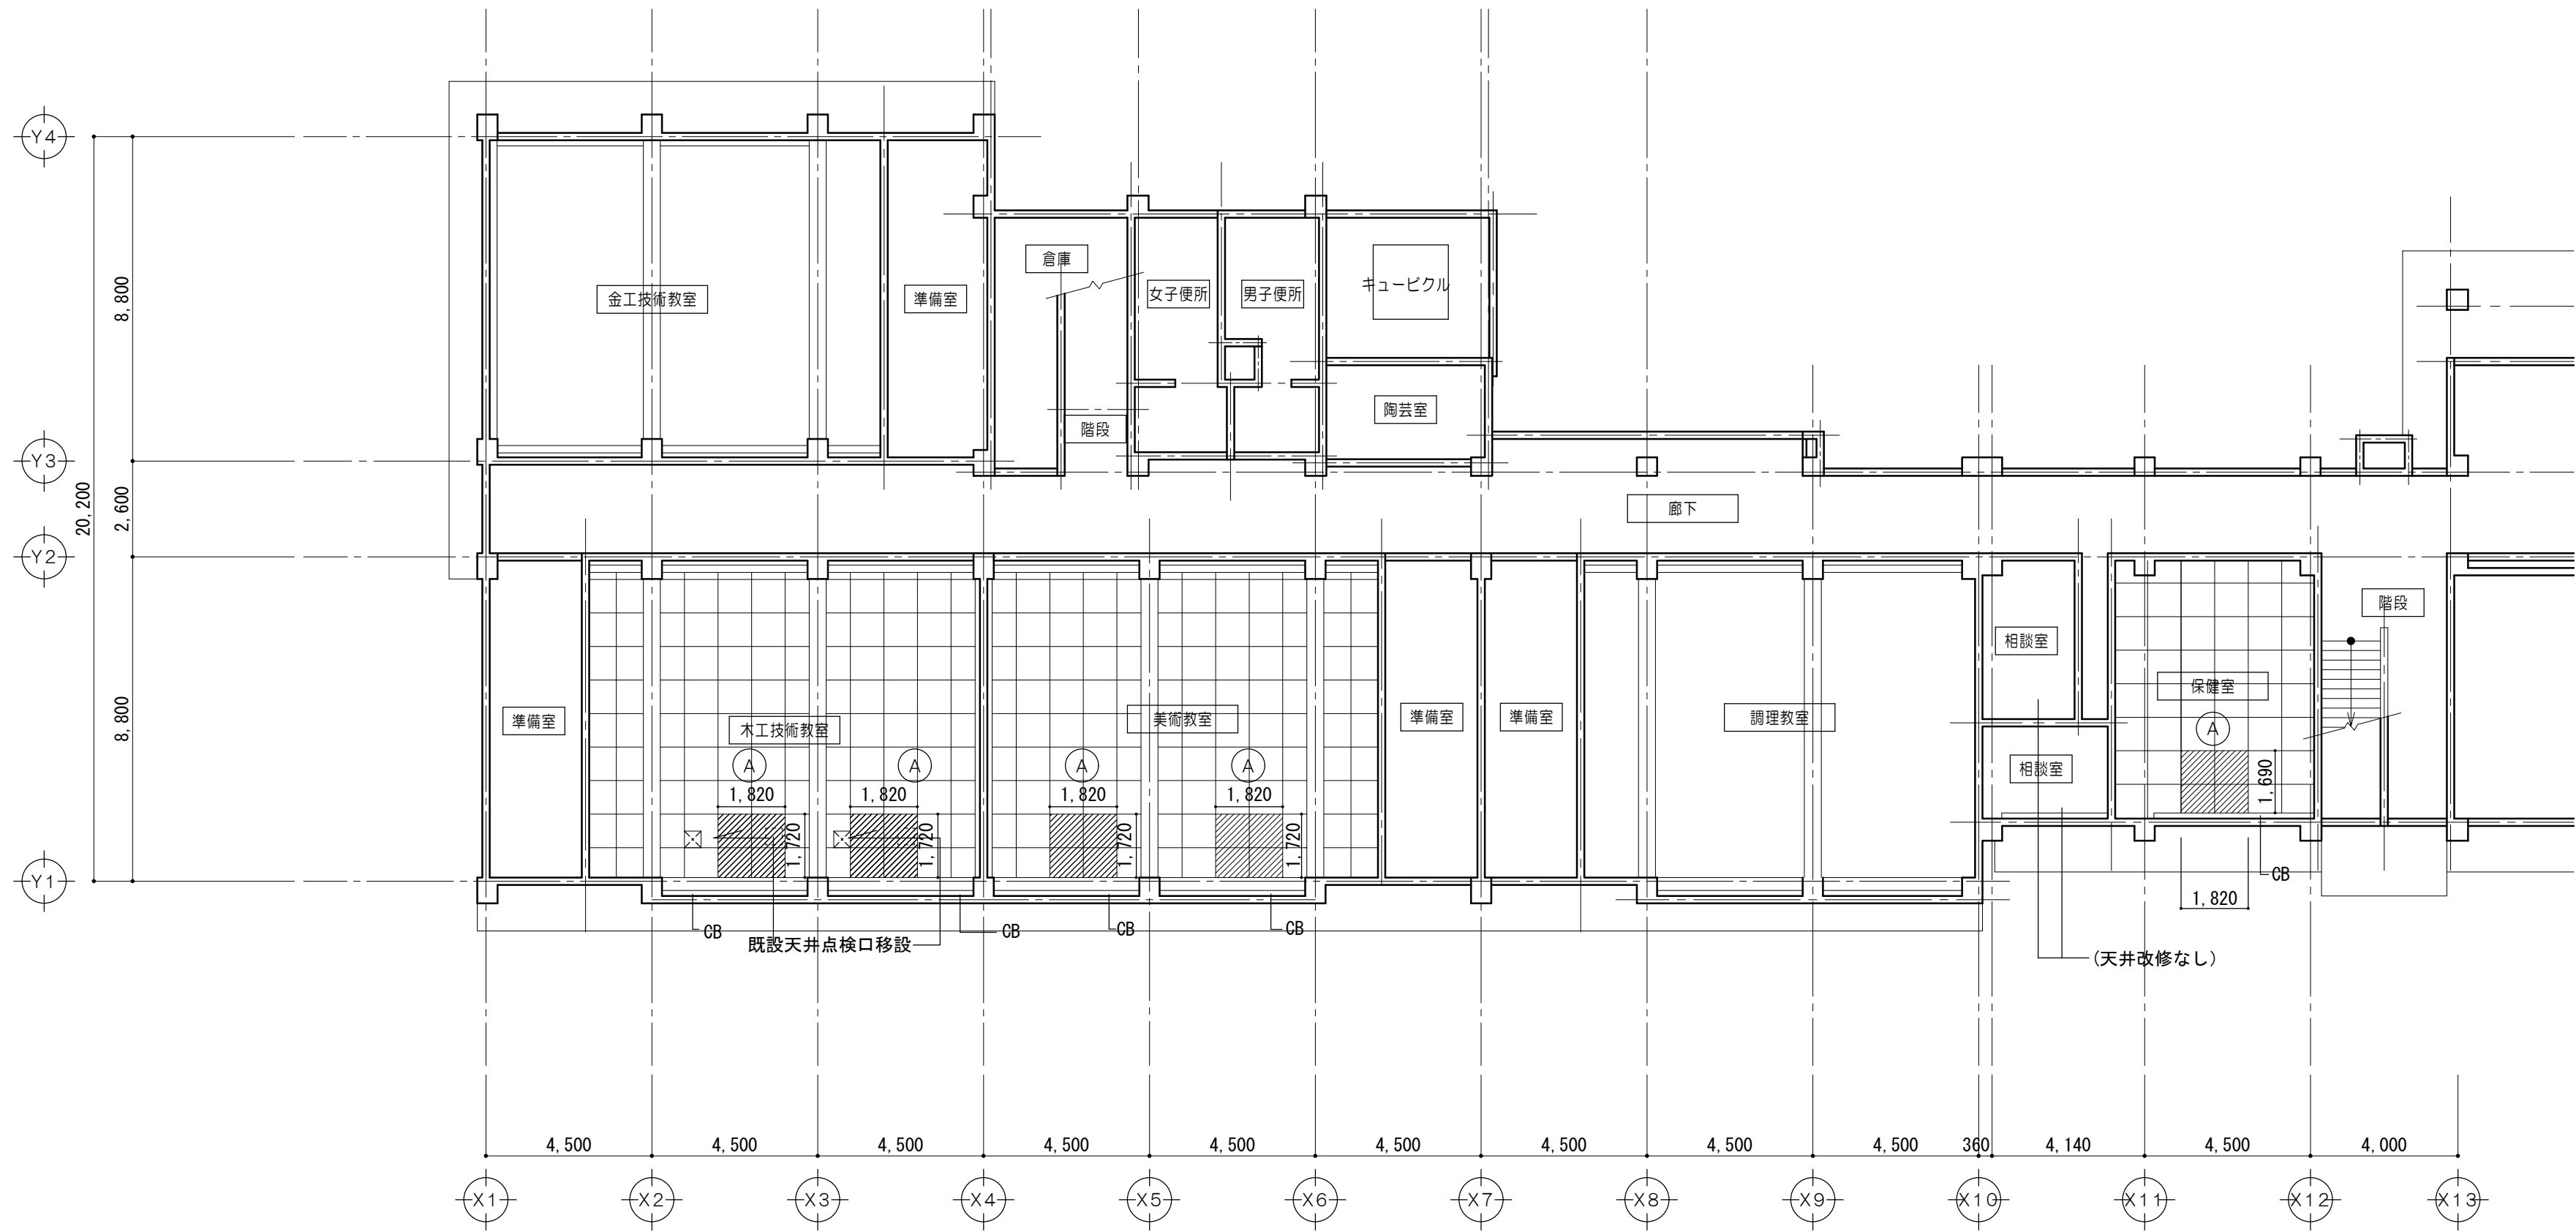 Y4
8,800
金工技術教室
準備室
倉庫
女子便所
男子便所
キュービクル
陶芸室
階段
Y3
20,200
2,600
廊下
Y2
8,800
準備室
木工技術教室
美術教室
準備室
準備室
調理教室
相談室
相談室
保健室
階段
A
A
A
A
A
1,820
1,820
1,820
1,820
1,720
1,720
1,720
1,720
1,690
Y1
CB
CB
CB
CB
CB
1,820
既設天井点検口移設
(天井改修なし)
4,500
4,500
4,500
4,500
4,500
4,500
4,500
4,500
4,500
360
4,140
4,500
4,000
X1
X2
X3
X4
X5
X6
X7
X8
X9
X10
X11
X12
X13